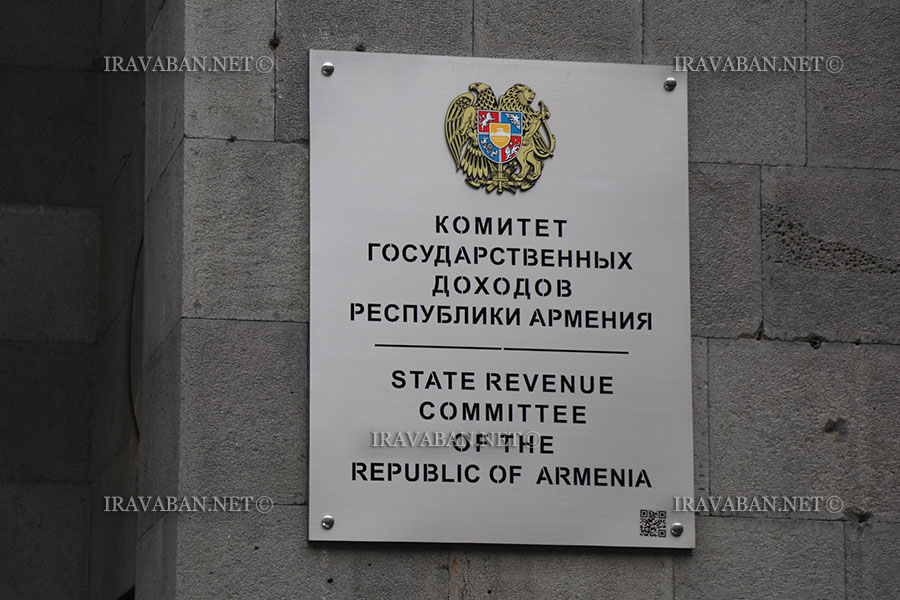 IRAVABAN.NET©
IRAVABAN.NET©
КОМИТЕТ
ГОСУДАРСТВЕННЫХ
ДОХОДОВ
РЕСПУБЛИКИ АРМЕНИЯ
STATE REVENUE
COMMITTEE
OF THE
REPUBLIC OF ARMENIA
IRAVABAN.NET©
IRAVABAN.NET©
IRAVABAN.NET©